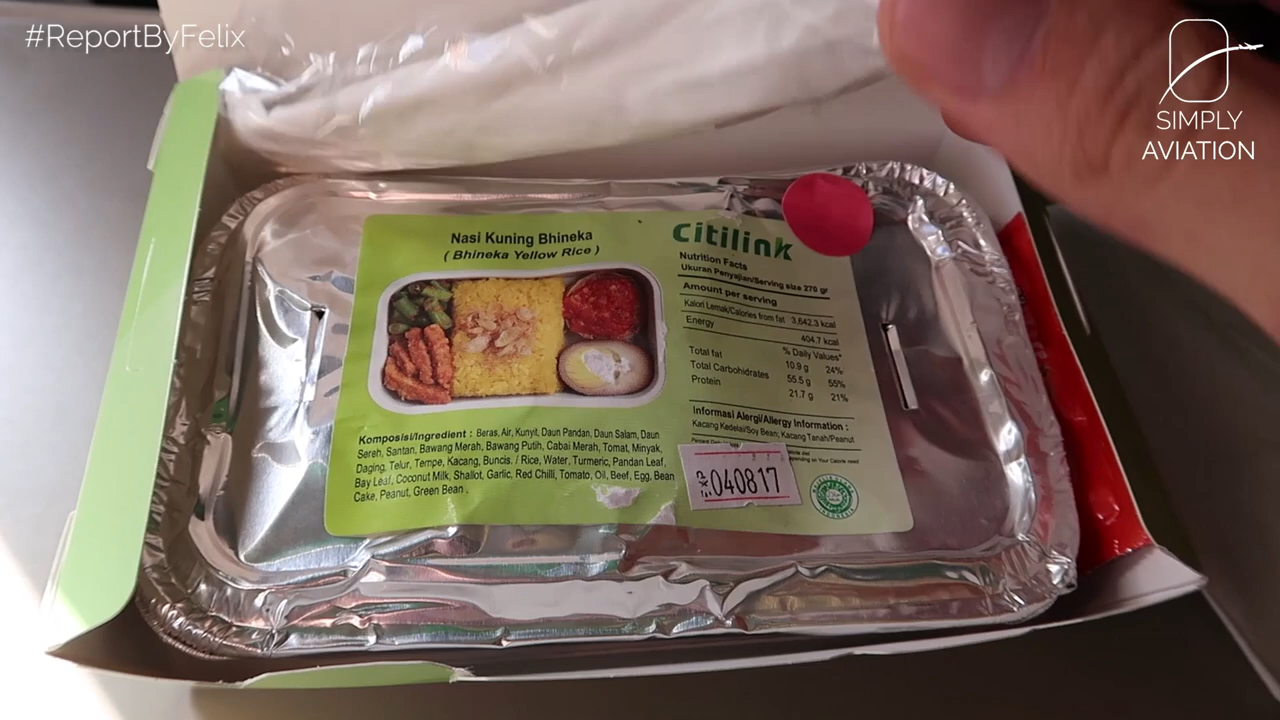 #ReportByFelix
SIMPLY
AVIATION
Nasi Kuning Bhineka
( Bhineka Yellow Rice )
Citilink
Nutrition Facts
Ukuran Penyajian/Serving size 270 gr
Amount per serving
Kalori Lemak/Calories from fat 3,642.3 kcal
Energy 404.7 kcal
% Daily Values*
Total fat 10.9 g 24%
Total Carbohydrates 55.5 g 55%
Protein 21.7 g 21%
Informasi Alergi/Allergy Information :
Kacang Kedelai/Soy Bean; Kacang Tanah/Peanut
Komposisi/Ingredient : Beras, Air, Kunyit, Daun Pandan, Daun Salam, Daun
Sereh, Santan, Bawang Merah, Bawang Putih, Cabai Merah, Tomat, Minyak,
Daging, Telur, Tempe, Kacang, Buncis. / Rice, Water, Turmeric, Pandan Leaf,
Bay Leaf, Coconut Milk, Shallot, Garlic, Red Chilli, Tomato, Oil, Beef, Egg, Bean
Cake, Peanut, Green Bean .
040817